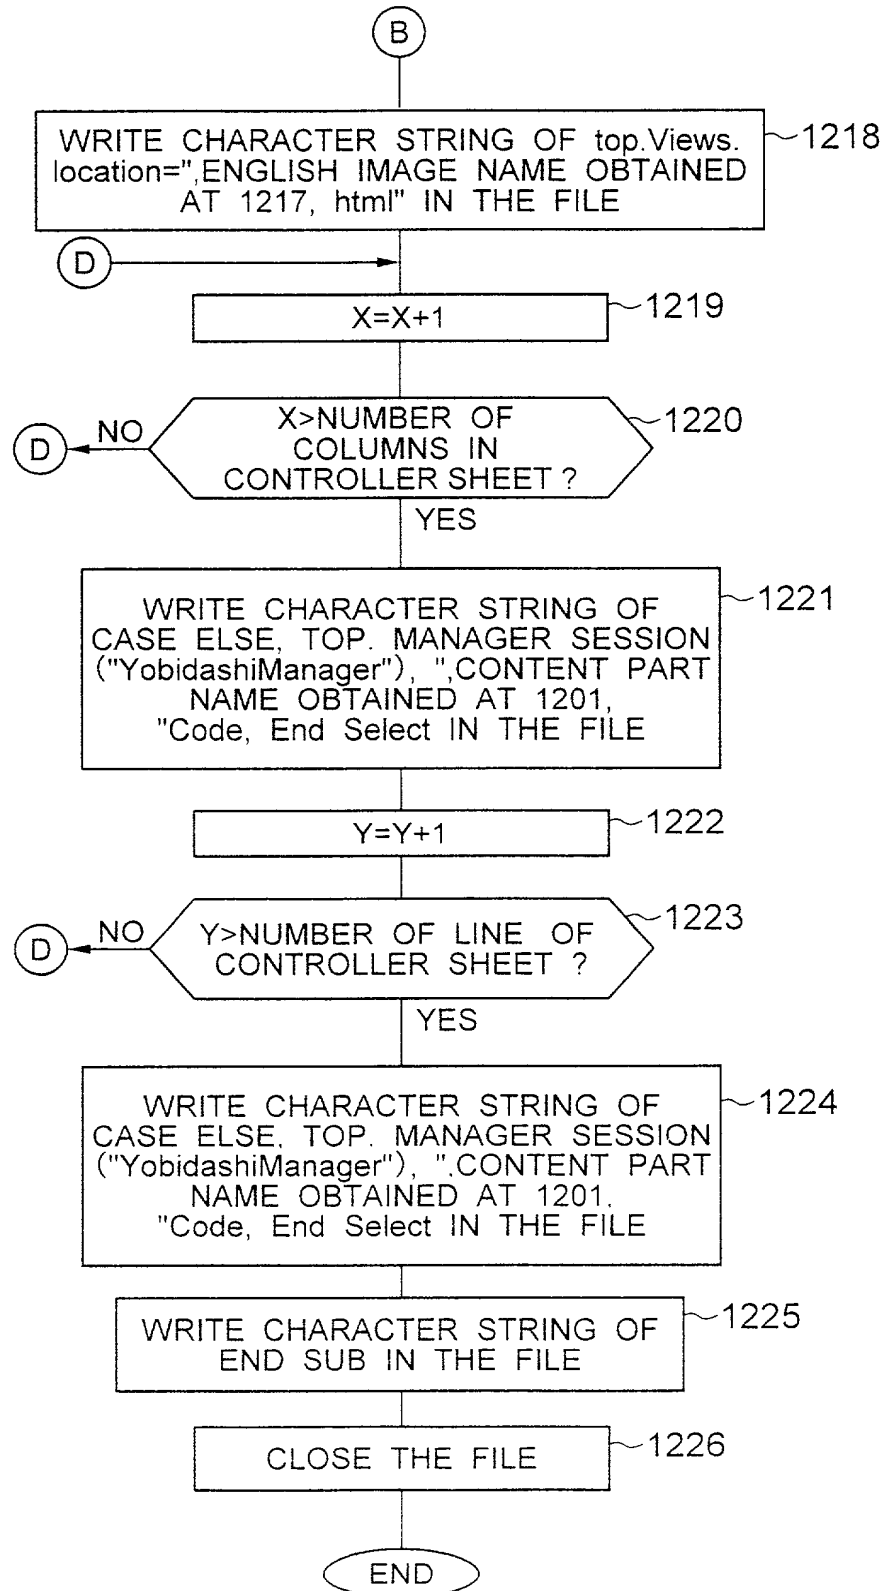 B
WRITE CHARACTER STRING OF top.Views.
location=",ENGLISH IMAGE NAME OBTAINED
AT 1217, html" IN THE FILE
1218
D
X=X+1
1219
X>NUMBER OF
COLUMNS IN
CONTROLLER SHEET ?
1220
NO
D
YES
WRITE CHARACTER STRING OF
CASE ELSE, TOP. MANAGER SESSION
("YobidashiManager"), ",CONTENT PART
NAME OBTAINED AT 1201,
"Code, End Select IN THE FILE
1221
Y=Y+1
1222
Y>NUMBER OF LINE OF
CONTROLLER SHEET ?
1223
NO
D
YES
WRITE CHARACTER STRING OF
CASE ELSE, TOP. MANAGER SESSION
("YobidashiManager"), ".CONTENT PART
NAME OBTAINED AT 1201.
"Code, End Select IN THE FILE
1224
WRITE CHARACTER STRING OF
END SUB IN THE FILE
1225
CLOSE THE FILE
1226
END